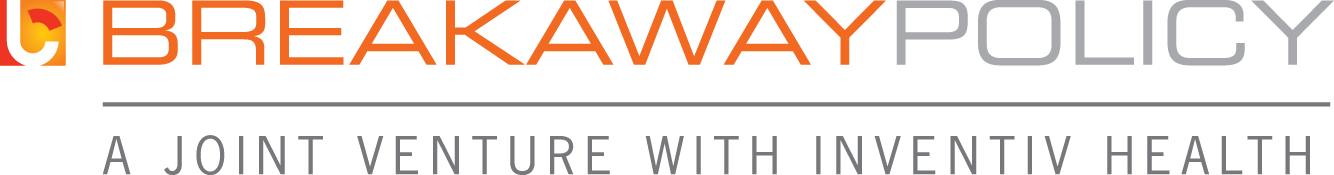 BREAKAWAYPOLICY
A JOINT VENTURE WITH INVENTIV HEALTH